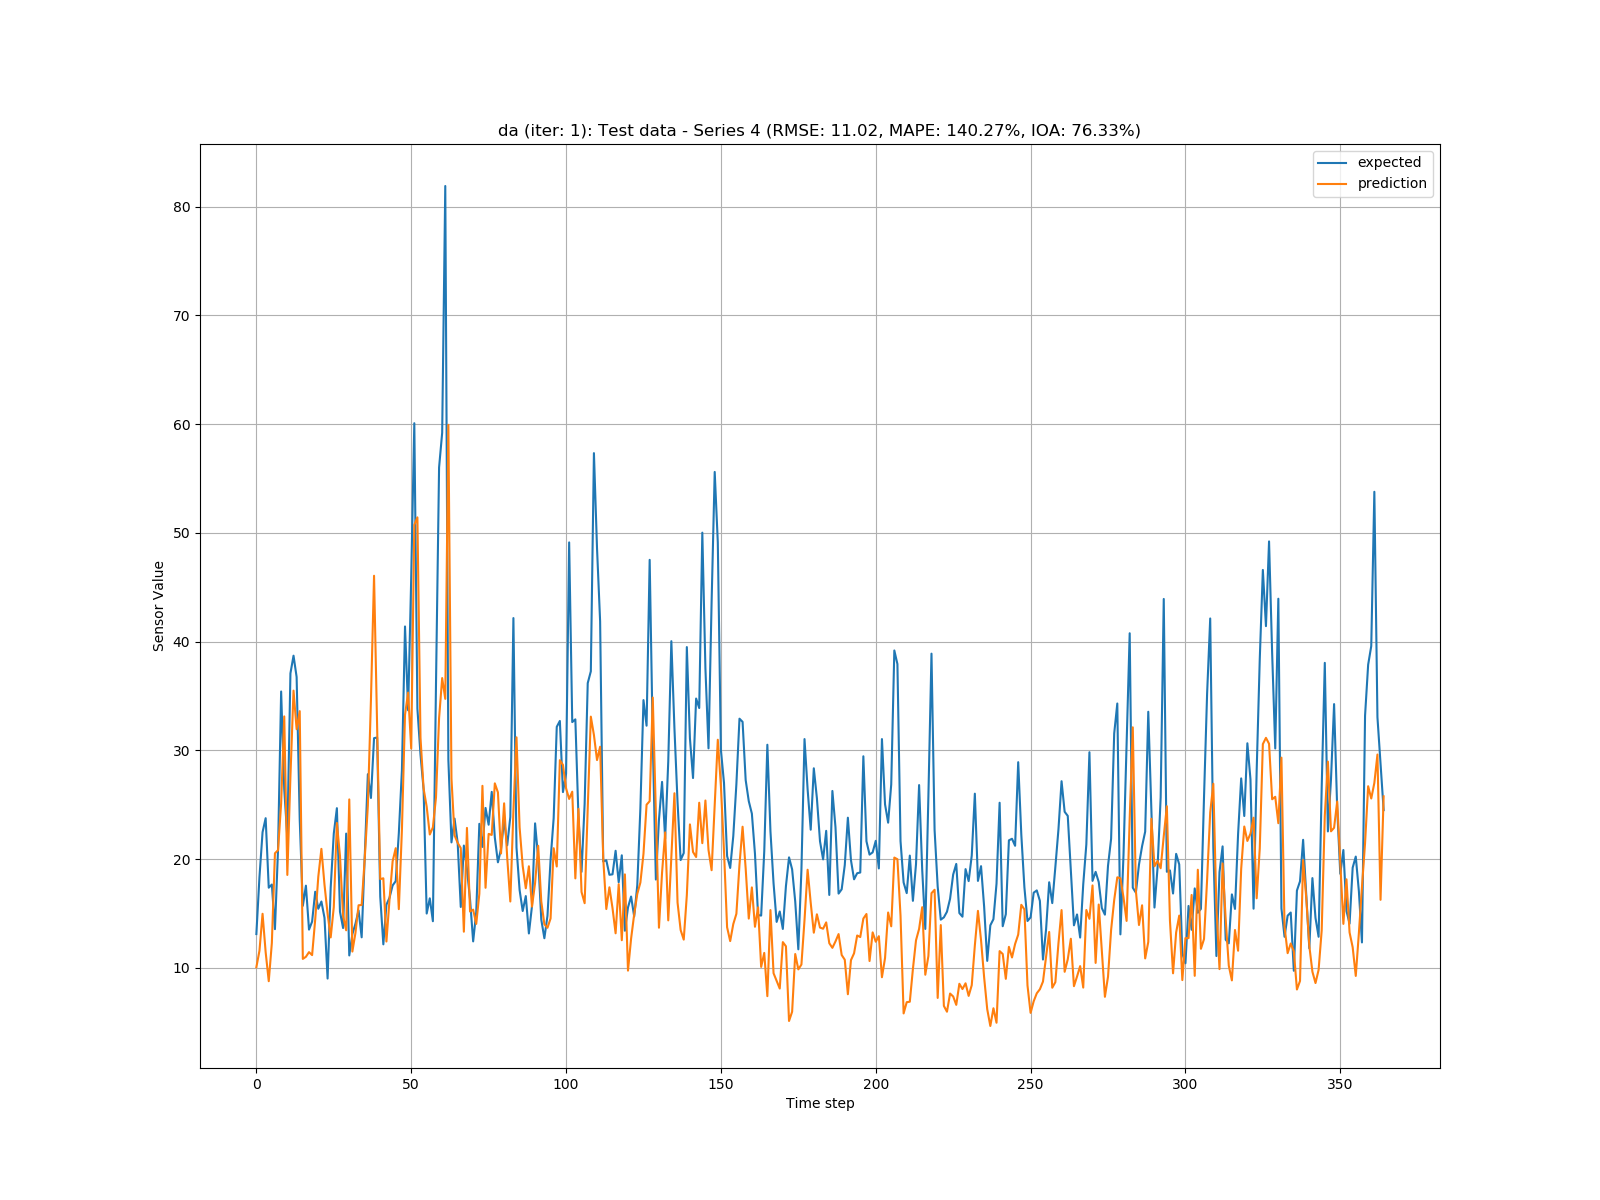 da (iter: 1): Test data - Series 4 (RMSE: 11.02, MAPE: 140.27%, IOA: 76.33%)
expected
prediction
80
70
60
50
40
30
20
10
Sensor Value
0 50 100 150 200 250 300 350
Time step